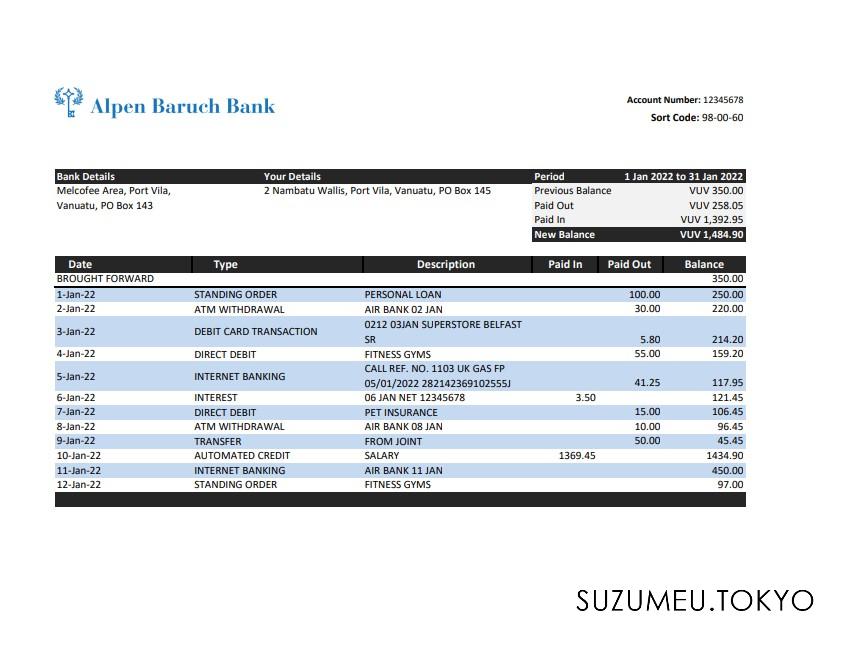 Alpen Baruch Bank
Account Number: 12345678
Sort Code: 98-00-60
Bank Details Your Details Period 1 Jan 2022 to 31 Jan 2022
Melcofee Area, Port Vila, 2 Nambatu Wallis, Port Vila, Vanuatu, PO Box 145 Previous Balance VUV 350.00
Vanuatu, PO Box 143 Paid Out VUV 258.05
Paid In VUV 1,392.95
New Balance VUV 1,484.90
Date Type Description Paid In Paid Out Balance
BROUGHT FORWARD 350.00
1-Jan-22 STANDING ORDER PERSONAL LOAN 100.00 250.00
2-Jan-22 ATM WITHDRAWAL AIR BANK 02 JAN 30.00 220.00
3-Jan-22 DEBIT CARD TRANSACTION 0212 03JAN SUPERSTORE BELFAST
SR 5.80 214.20
4-Jan-22 DIRECT DEBIT FITNESS GYMS 55.00 159.20
5-Jan-22 INTERNET BANKING CALL REF. NO. 1103 UK GAS FP
05/01/2022 282142369102555J 41.25 117.95
6-Jan-22 INTEREST 06 JAN NET 12345678 3.50 121.45
7-Jan-22 DIRECT DEBIT PET INSURANCE 15.00 106.45
8-Jan-22 ATM WITHDRAWAL AIR BANK 08 JAN 10.00 96.45
9-Jan-22 TRANSFER FROM JOINT 50.00 45.45
10-Jan-22 AUTOMATED CREDIT SALARY 1369.45 1434.90
11-Jan-22 INTERNET BANKING AIR BANK 11 JAN 450.00
12-Jan-22 STANDING ORDER FITNESS GYMS 97.00
SUZUMEU.TOKYO